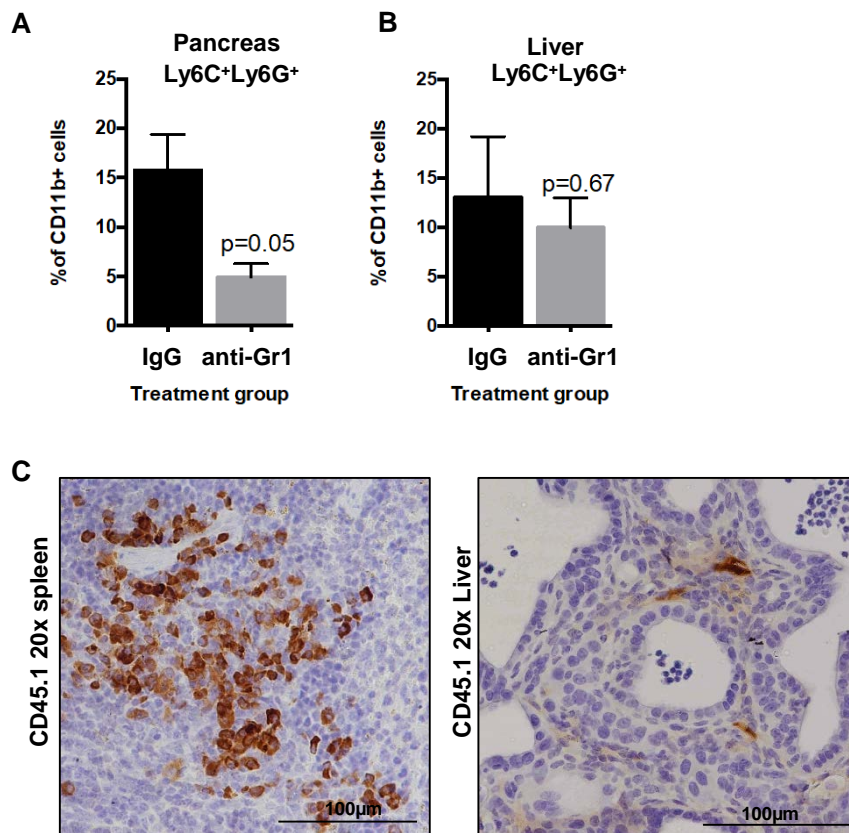 A
Pancreas
Ly6C⁺Ly6G⁺
% of CD11b+ cells
25
20
15
10
5
0
p=0.05
IgG anti-Gr1
Treatment group
B
Liver
Ly6C⁺Ly6G⁺
% of CD11b+ cells
25
20
15
10
5
0
p=0.67
IgG anti-Gr1
Treatment group
C
CD45.1 20x spleen
100µm
CD45.1 20x Liver
100µm